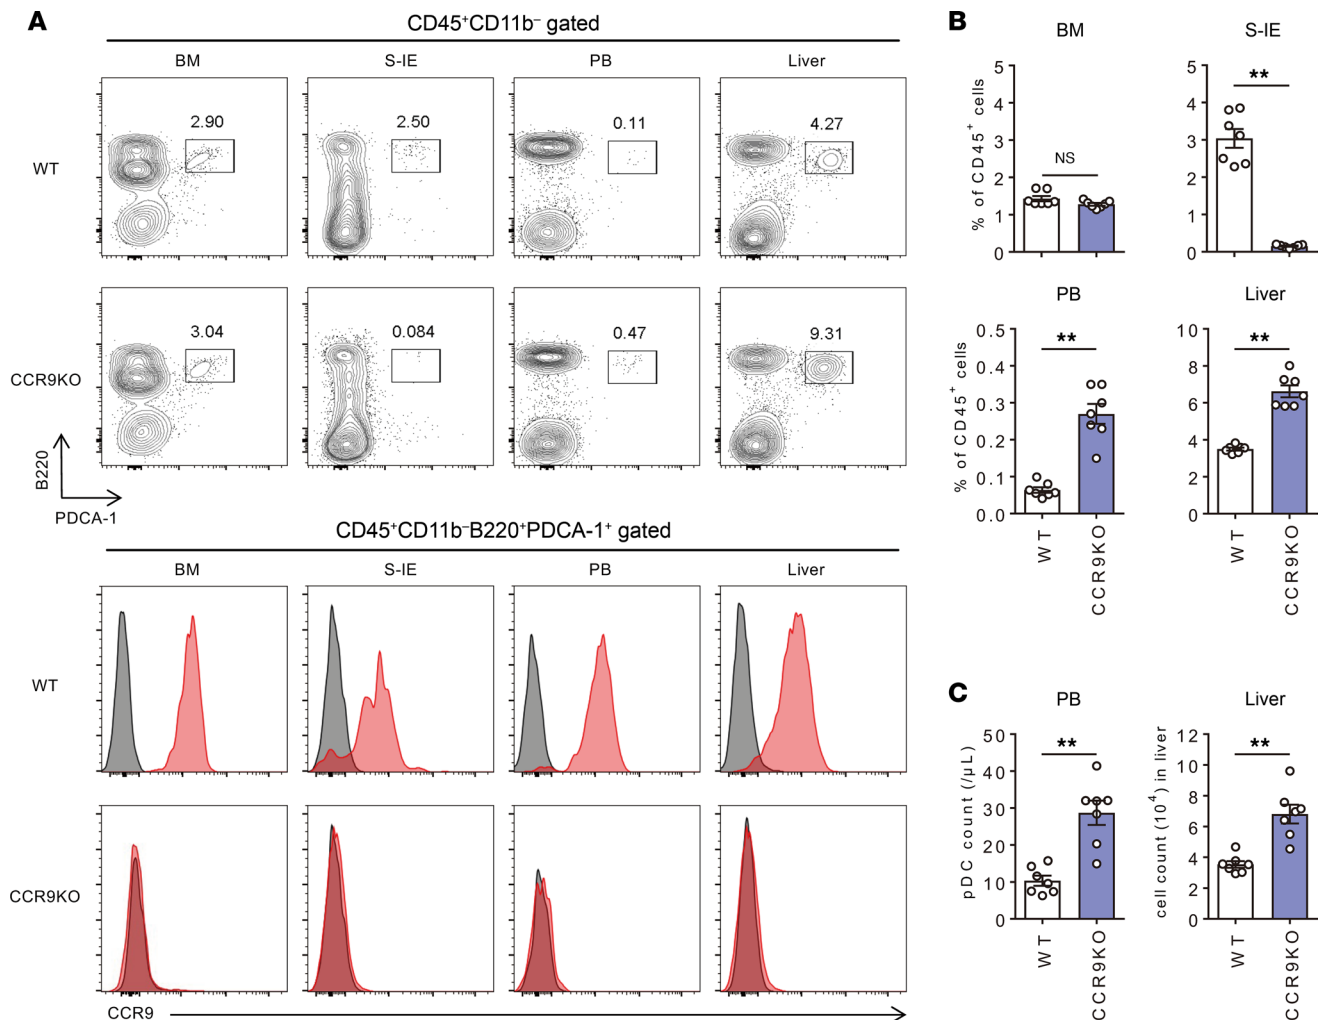 A
CD45⁺CD11b⁻ gated
BM S-IE PB Liver
WT
2.90 2.50 0.11 4.27
CCR9KO
3.04 0.084 0.47 9.31
B220
PDCA-1
CD45⁺CD11b⁻B220⁺PDCA-1⁺ gated
BM S-IE PB Liver
WT
CCR9KO
CCR9
B
BM
% of CD45⁺ cells
5
4
3
2
1
0
NS
S-IE
5
4
3
2
1
0
**
PB
% of CD45⁺ cells
0.5
0.4
0.3
0.2
0.1
0.0
**
WT
CCR9KO
Liver
10
8
6
4
2
0
**
WT
CCR9KO
C
PB
pDC count (/μL)
50
40
30
20
10
0
**
WT
CCR9KO
Liver
cell count (10⁴) in liver
12
10
8
6
4
2
0
**
WT
CCR9KO